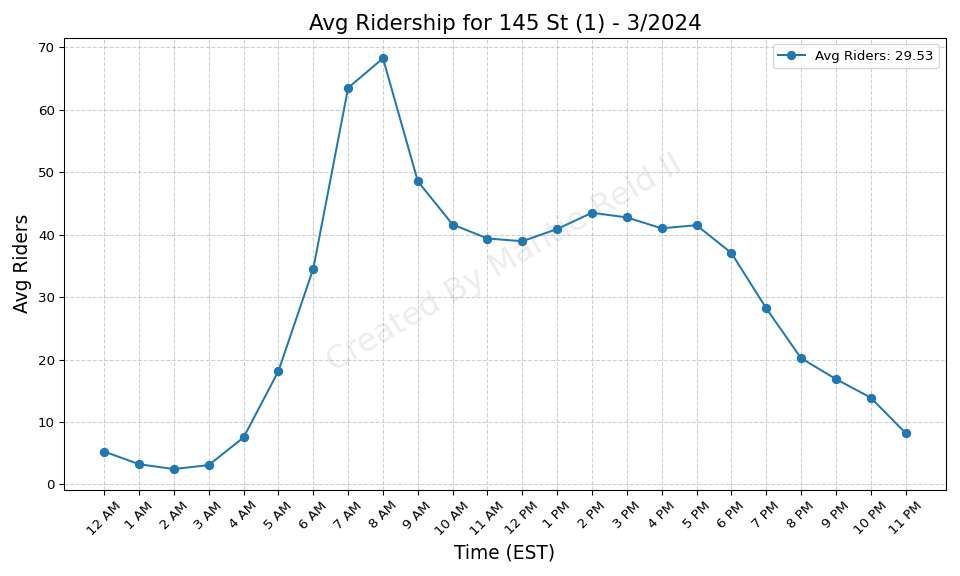 Avg Ridership for 145 St (1) - 3/2024
Avg Riders: 29.53
70
60
50
40
30
20
10
0
Avg Riders
Created By Reid II
12 AM
1 AM
2 AM
3 AM
4 AM
5 AM
6 AM
7 AM
8 AM
9 AM
10 AM
11 AM
12 PM
1 PM
2 PM
3 PM
4 PM
5 PM
6 PM
7 PM
8 PM
9 PM
10 PM
11 PM
Time (EST)